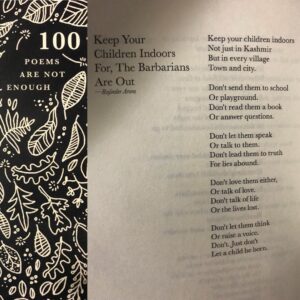 100
POEMS
ARE NOT
ENOUGH
Keep Your
Children Indoors
For, The Barbarians
Are Out
—Rajinder Arora
Keep your children indoors
Not just in Kashmir
But in every village
Town and city.
Don't send them to school
Or playground.
Don't read them a book
Or answer questions.
Don't let them speak
Or talk to them.
Don't lead them to truth
For lies abound.
Don't love them either,
Or talk of love.
Don't talk of life
Or the lives lost.
Don't let them think
Or raise a voice.
Don't. Just don't
Let a child be born.